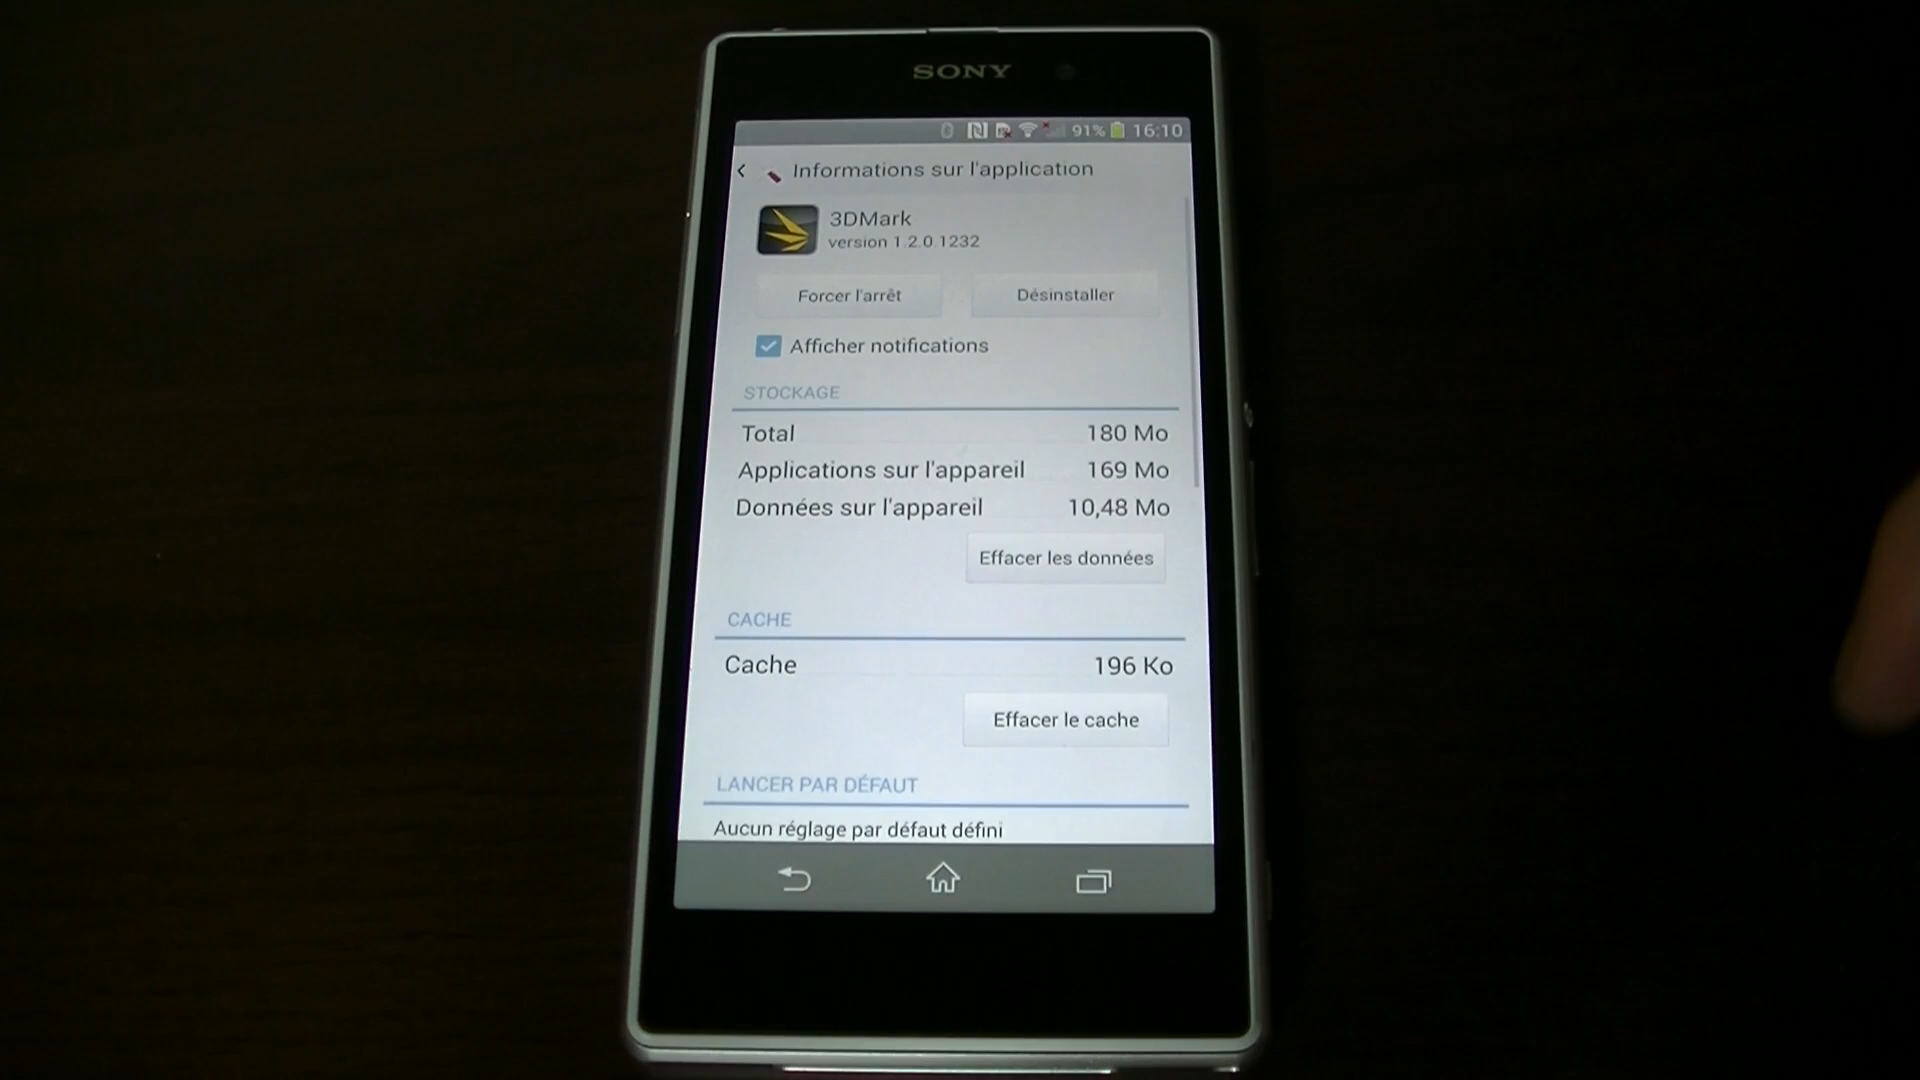 SONY
91% 16:10
Informations sur l'application
3DMark
version 1.2.0.1232
Forcer l'arrêt
Désinstaller
Afficher notifications
STOCKAGE
Total 180 Mo
Applications sur l'appareil 169 Mo
Données sur l'appareil 10,48 Mo
Effacer les données
CACHE
Cache 196 Ko
Effacer le cache
LANCER PAR DÉFAUT
Aucun réglage par défaut défini